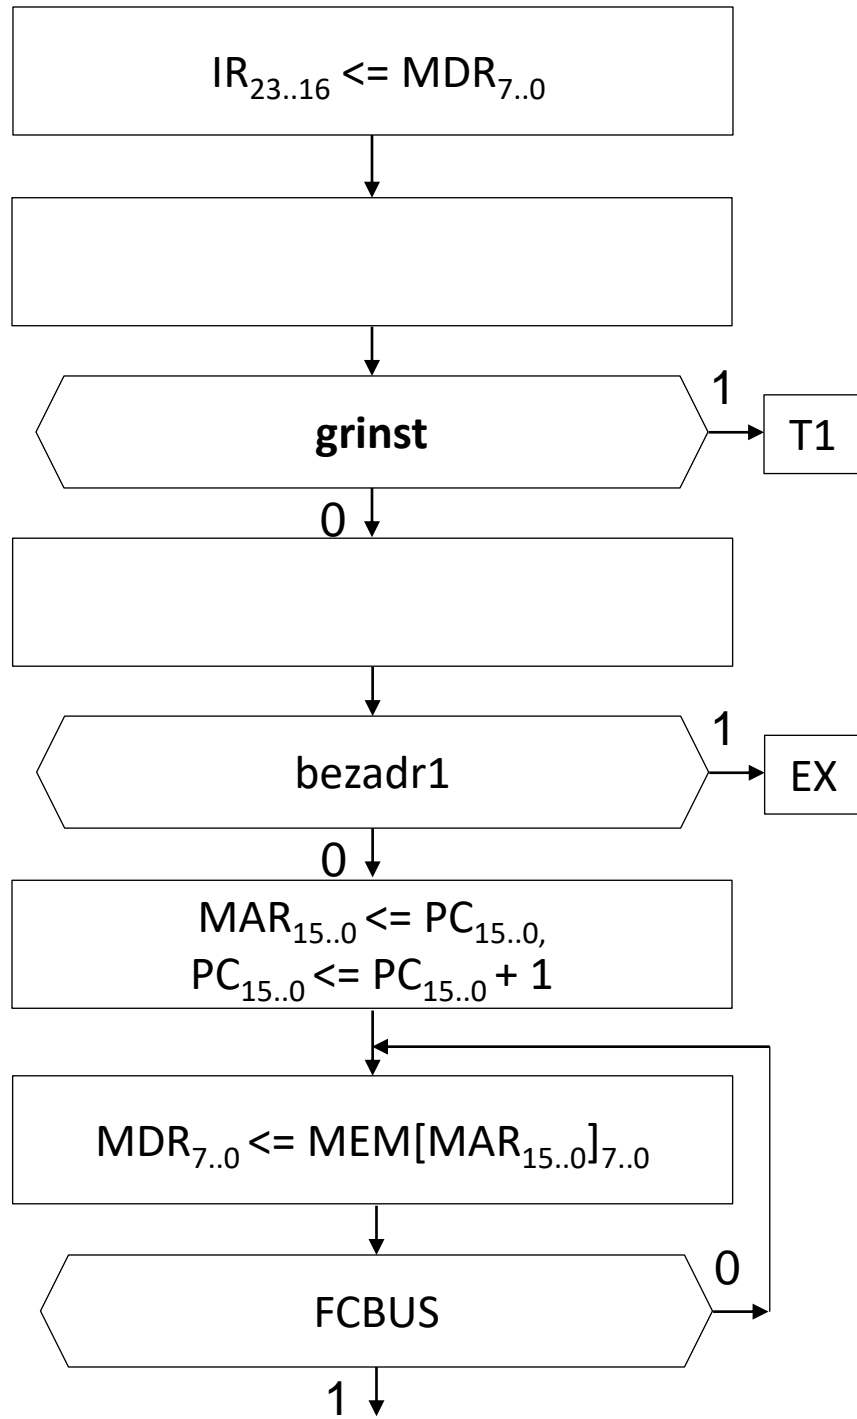 IR23..16 <= MDR7..0
1
grinst
T1
0
1
bezadr1
EX
0
MAR15..0 <= PC15..0,
PC15..0 <= PC15..0 + 1
MDR7..0 <= MEM[MAR15..0]7..0
0
FCBUS
1